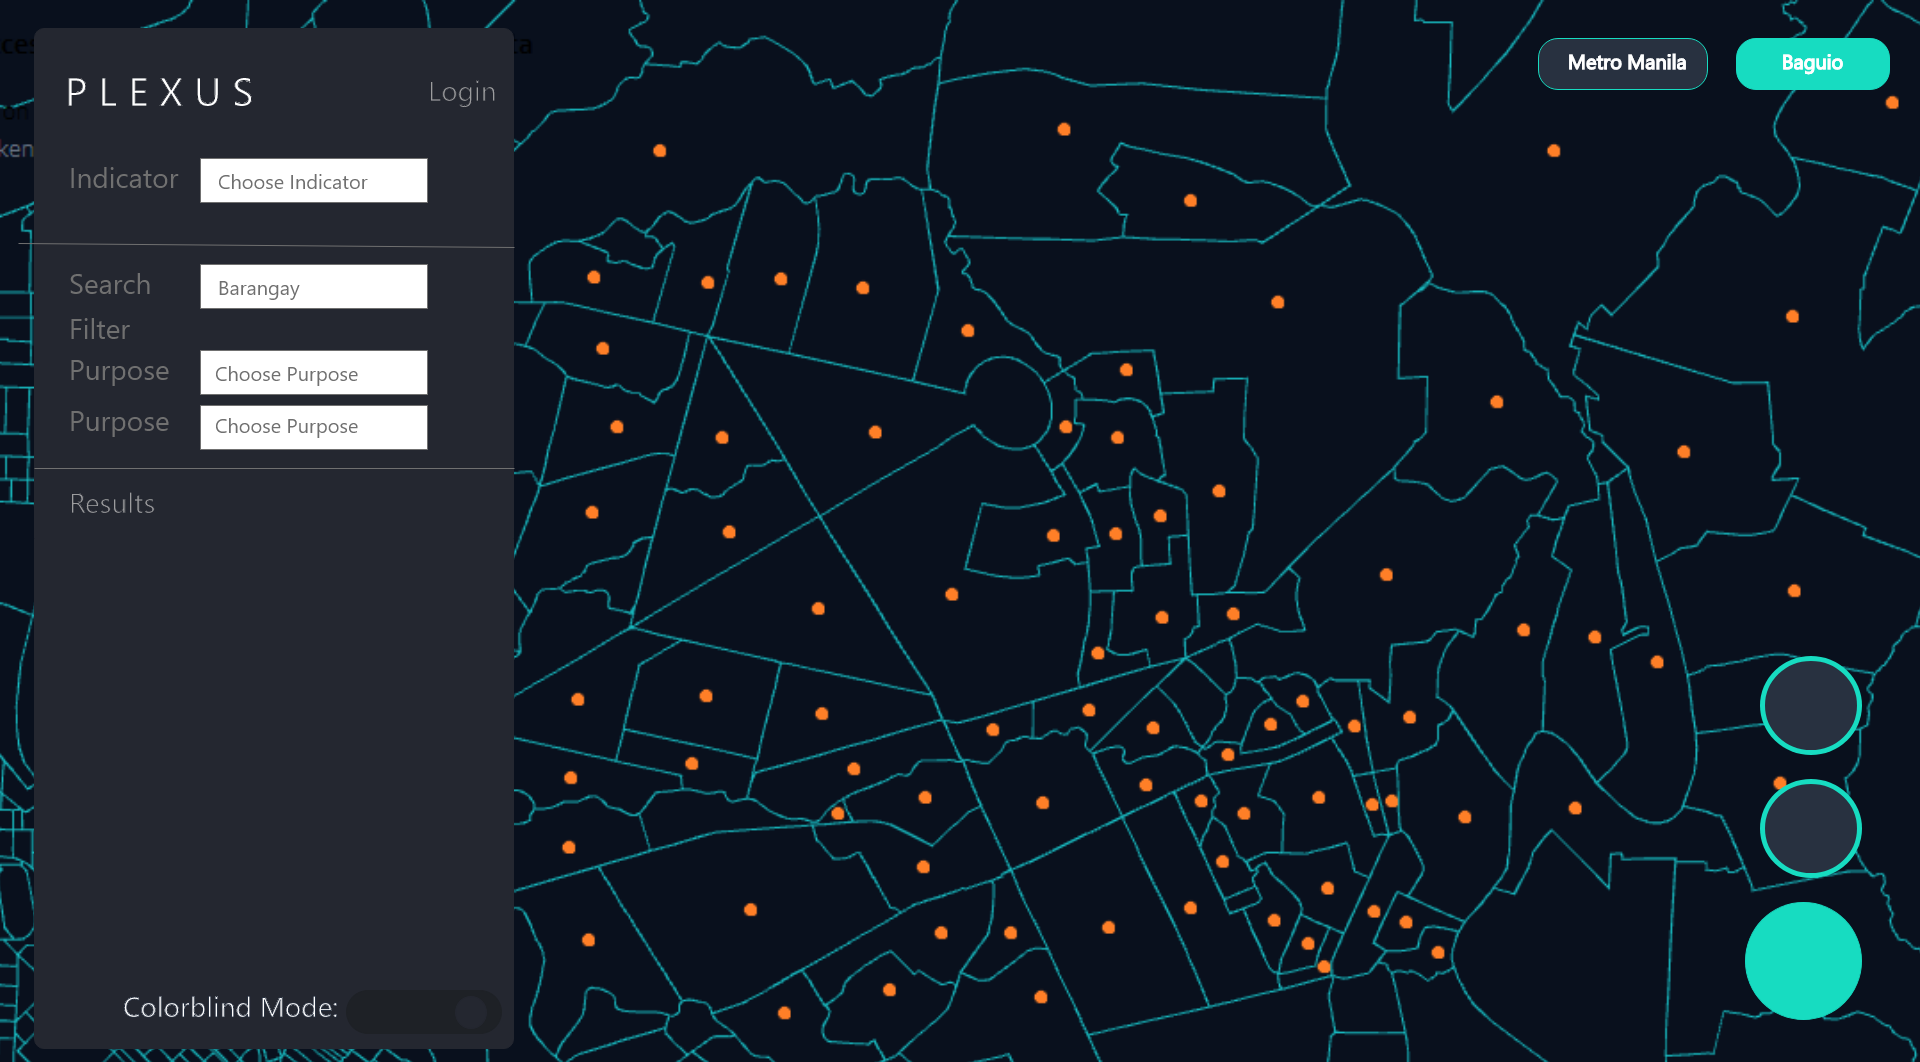 PLEXUS
Login
Metro Manila
Baguio
Indicator
Choose Indicator
Search
Barangay
Filter
Purpose
Choose Purpose
Purpose
Choose Purpose
Results
Colorblind Mode: